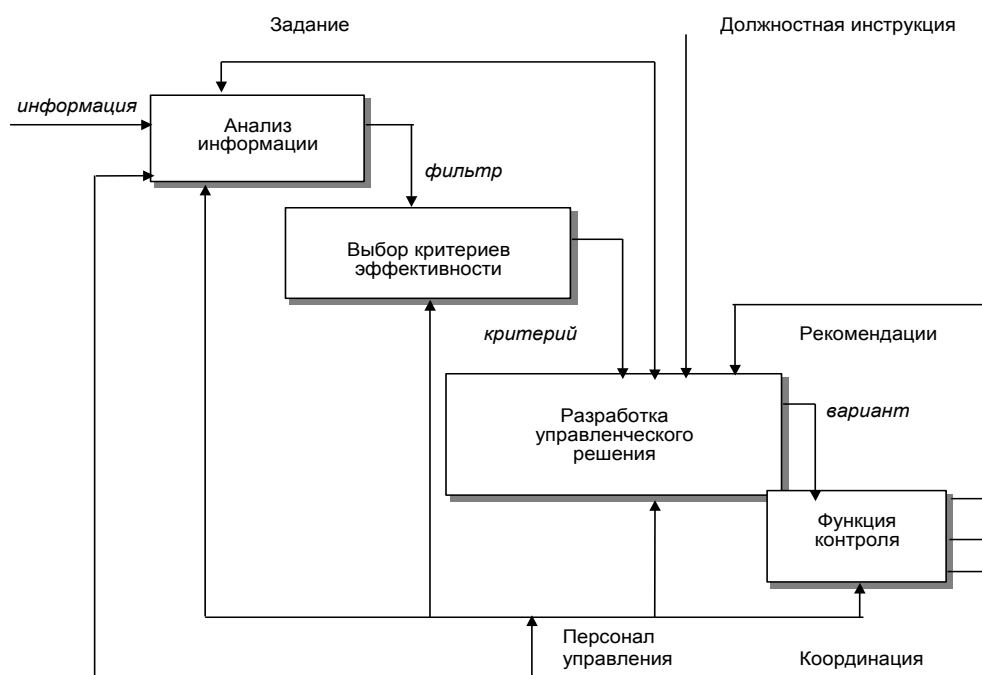 Задание
Должностная инструкция
информация
Анализ
информации
фильтр
Выбор критериев
эффективности
критерий
Рекомендации
Разработка
управленческого
решения
вариант
Функция
контроля
Персонал
управления
Координация